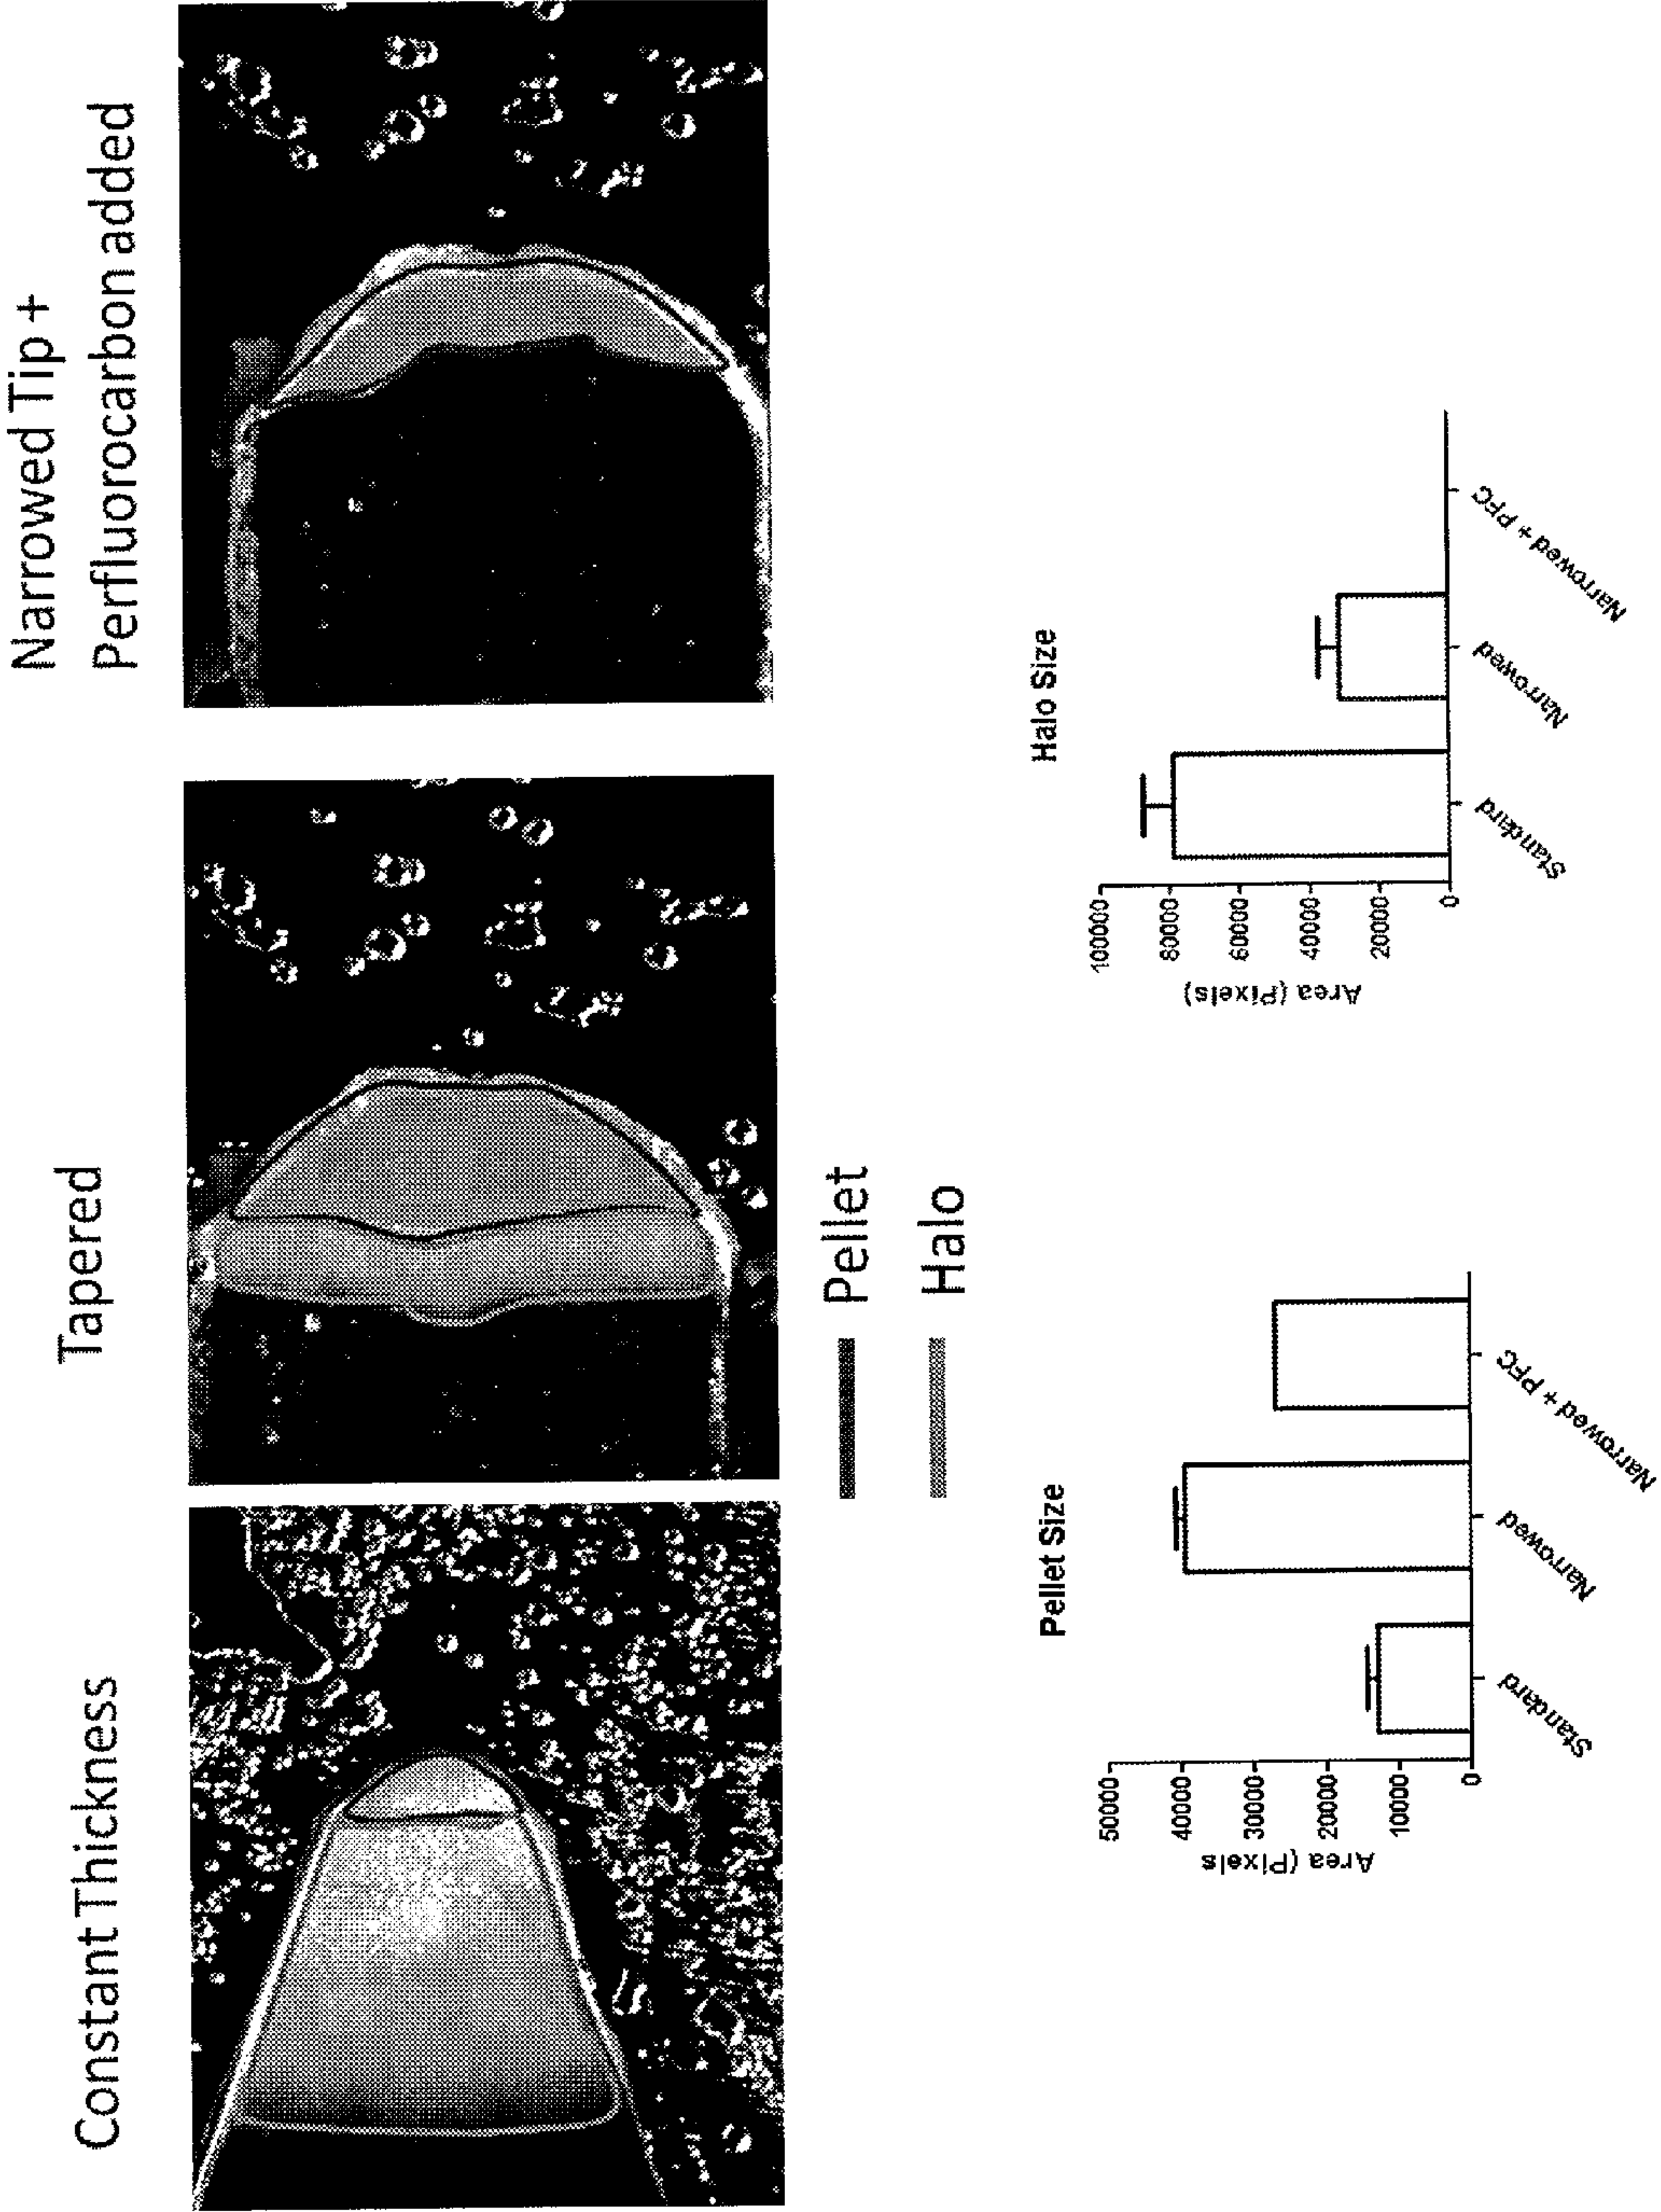 Constant Thickness
Tapered
Narrowed Tip +
Perfluorocarbon added
Pellet
Halo
Pellet Size
Area (Pixels
50000
40000
30000
20000
10000
0
Standard
Narrowed
Narrowed + PFC
Halo Size
Area (Pixels)
100000
80000
60000
40000
20000
0
Standard
Narrowed
Narrowed + PFC